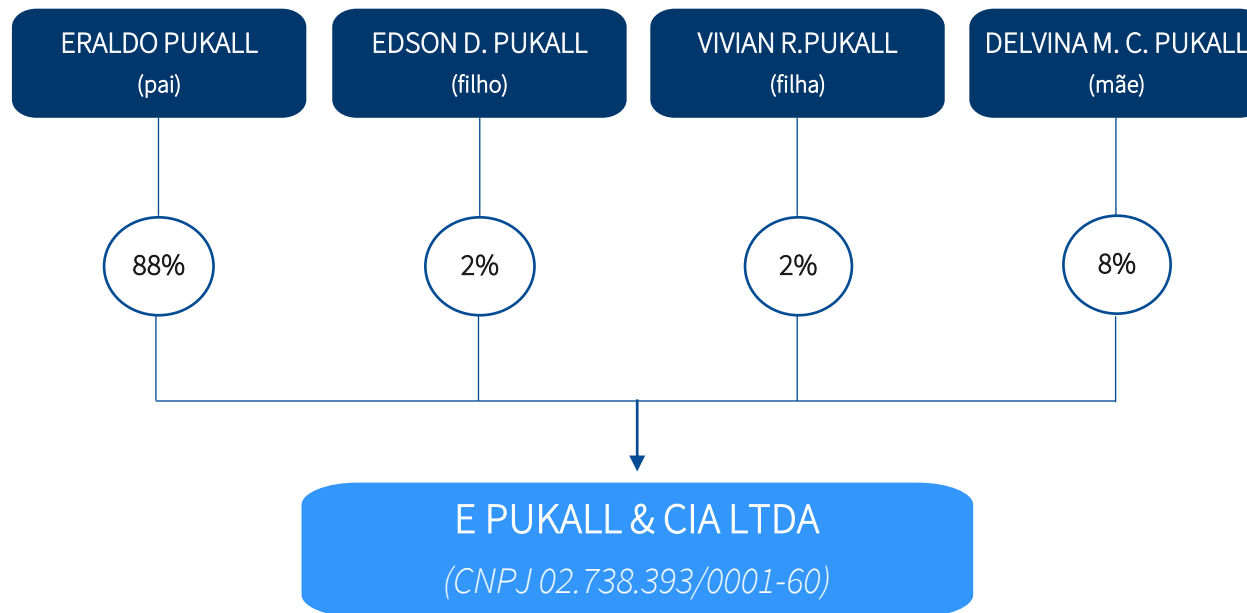 ERALDO PUKALL
(pai)
EDSON D. PUKALL
(filho)
VIVIAN R.PUKALL
(filha)
DELVINA M. C. PUKALL
(mãe)
88%
2%
2%
8%
E PUKALL & CIA LTDA
(CNPJ 02.738.393/0001-60)